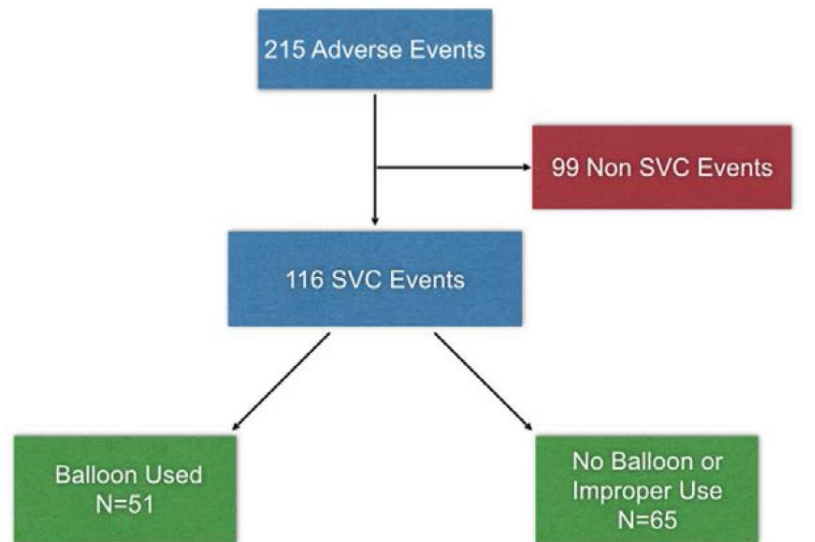 215 Adverse Events
99 Non SVC Events
116 SVC Events
Balloon Used
N=51
No Balloon or
Improper Use
N=65